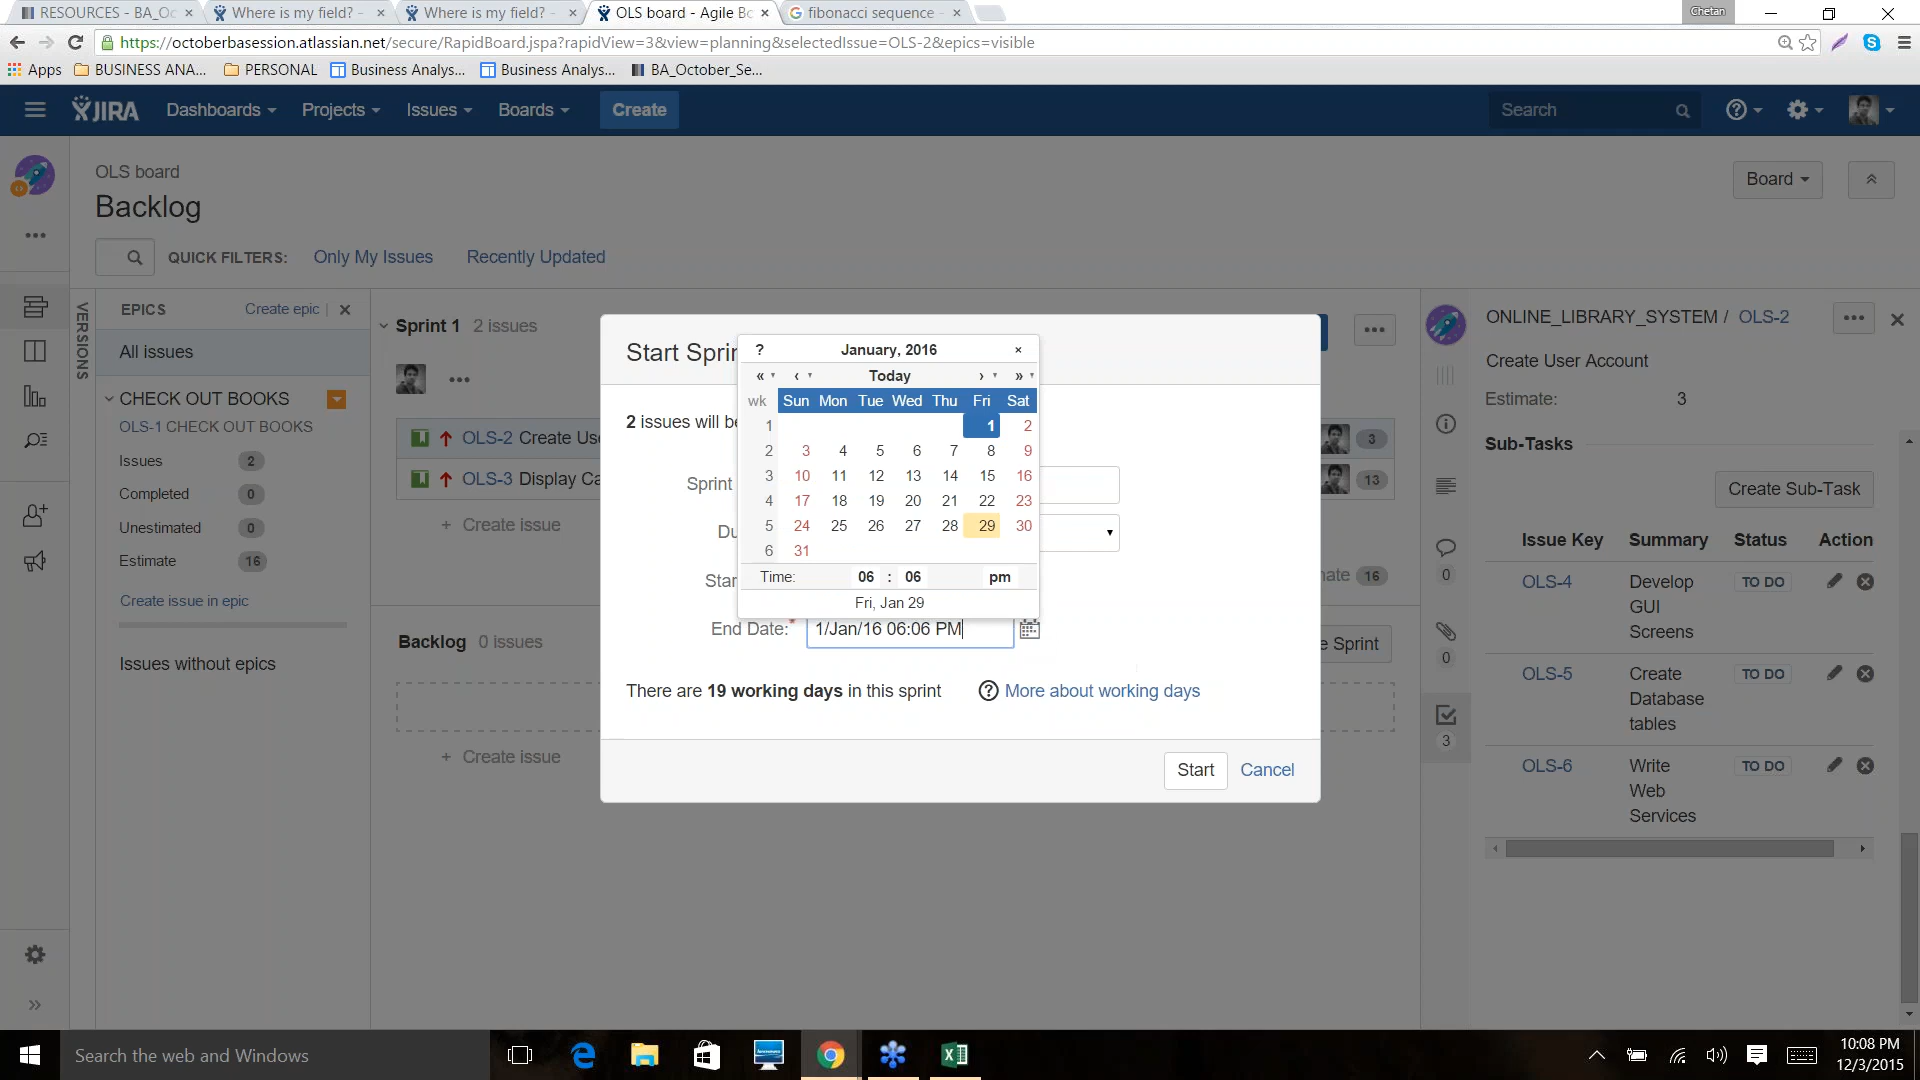 RESOURCES - BA_Oc
Where is my field? -
Where is my field? -
OLS board - Agile Bo
fibonacci sequence -
Chetan
https://octoberbasession.atlassian.net/secure/RapidBoard.jspa?rapidView=3&view=planning&selectedIssue=OLS-2&epics=visible
Apps
BUSINESS ANA...
PERSONAL
Business Analys...
Business Analys...
BA_October_Se...
JIRA
Dashboards
Projects
Issues
Boards
Create
Search
OLS board
Backlog
Board
QUICK FILTERS:
Only My Issues
Recently Updated
VERSIONS
EPICS
Create epic
All issues
CHECK OUT BOOKS
OLS-1 CHECK OUT BOOKS
Issues 2
Completed 0
Unestimated 0
Estimate 16
Create issue in epic
Issues without epics
Sprint 1 2 issues
OLS-2 Create Use
3
OLS-3 Display Ca
13
+ Create issue
mate 16
Backlog 0 issues
e Sprint
+ Create issue
Start Sprin
2 issues will be
Sprint
Du
Star
End Date:*
1/Jan/16 06:06 PM
There are 19 working days in this sprint
More about working days
Start
Cancel
? January, 2016 ×
« ‹ Today › »
wk Sun Mon Tue Wed Thu Fri Sat
1 1 2
2 3 4 5 6 7 8 9
3 10 11 12 13 14 15 16
4 17 18 19 20 21 22 23
5 24 25 26 27 28 29 30
6 31
Time: 06 : 06 pm
Fri, Jan 29
ONLINE_LIBRARY_SYSTEM / OLS-2
Create User Account
Estimate: 3
Sub-Tasks
Create Sub-Task
Issue Key Summary Status Action
OLS-4 Develop GUI Screens TO DO
OLS-5 Create Database tables TO DO
OLS-6 Write Web Services TO DO
0
0
3
Search the web and Windows
lenovo
10:08 PM
12/3/2015